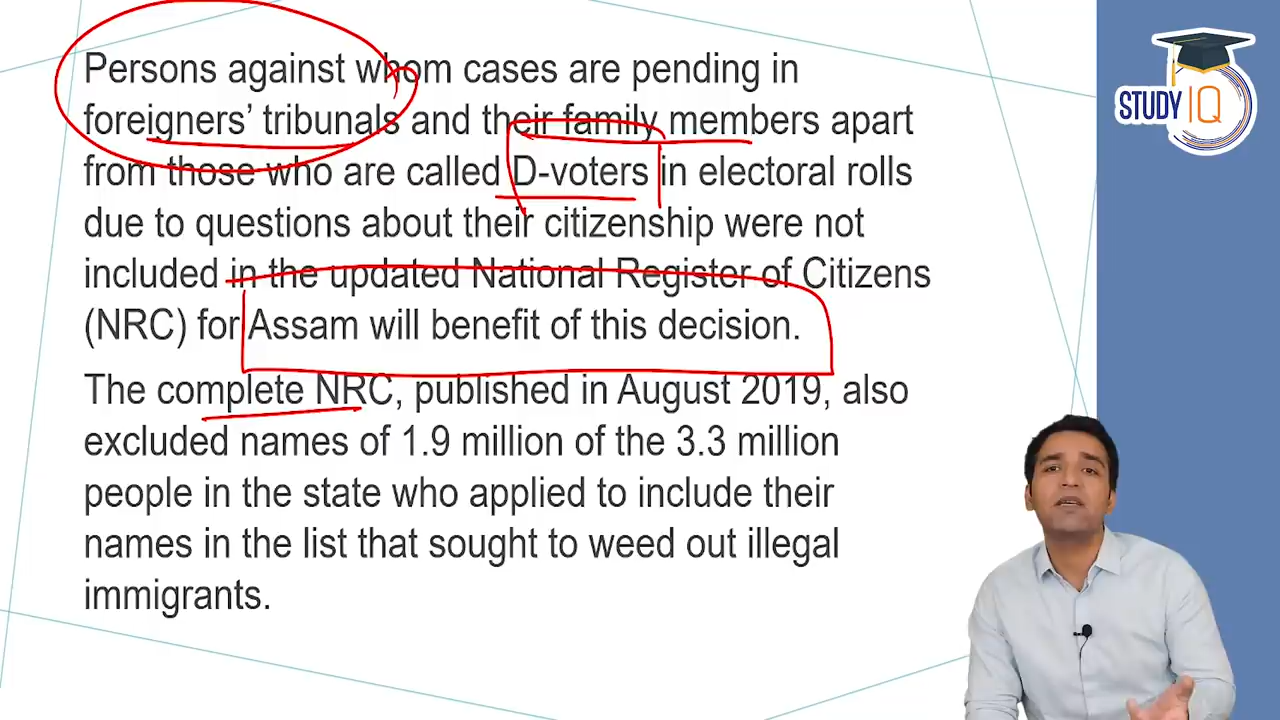 Persons against whom cases are pending in
foreigners' tribunals and their family members apart
from those who are called D-voters in electoral rolls
due to questions about their citizenship were not
included in the updated National Register of Citizens
(NRC) for Assam will benefit of this decision.
The complete NRC, published in August 2019, also
excluded names of 1.9 million of the 3.3 million
people in the state who applied to include their
names in the list that sought to weed out illegal
immigrants.
STUDY IQ